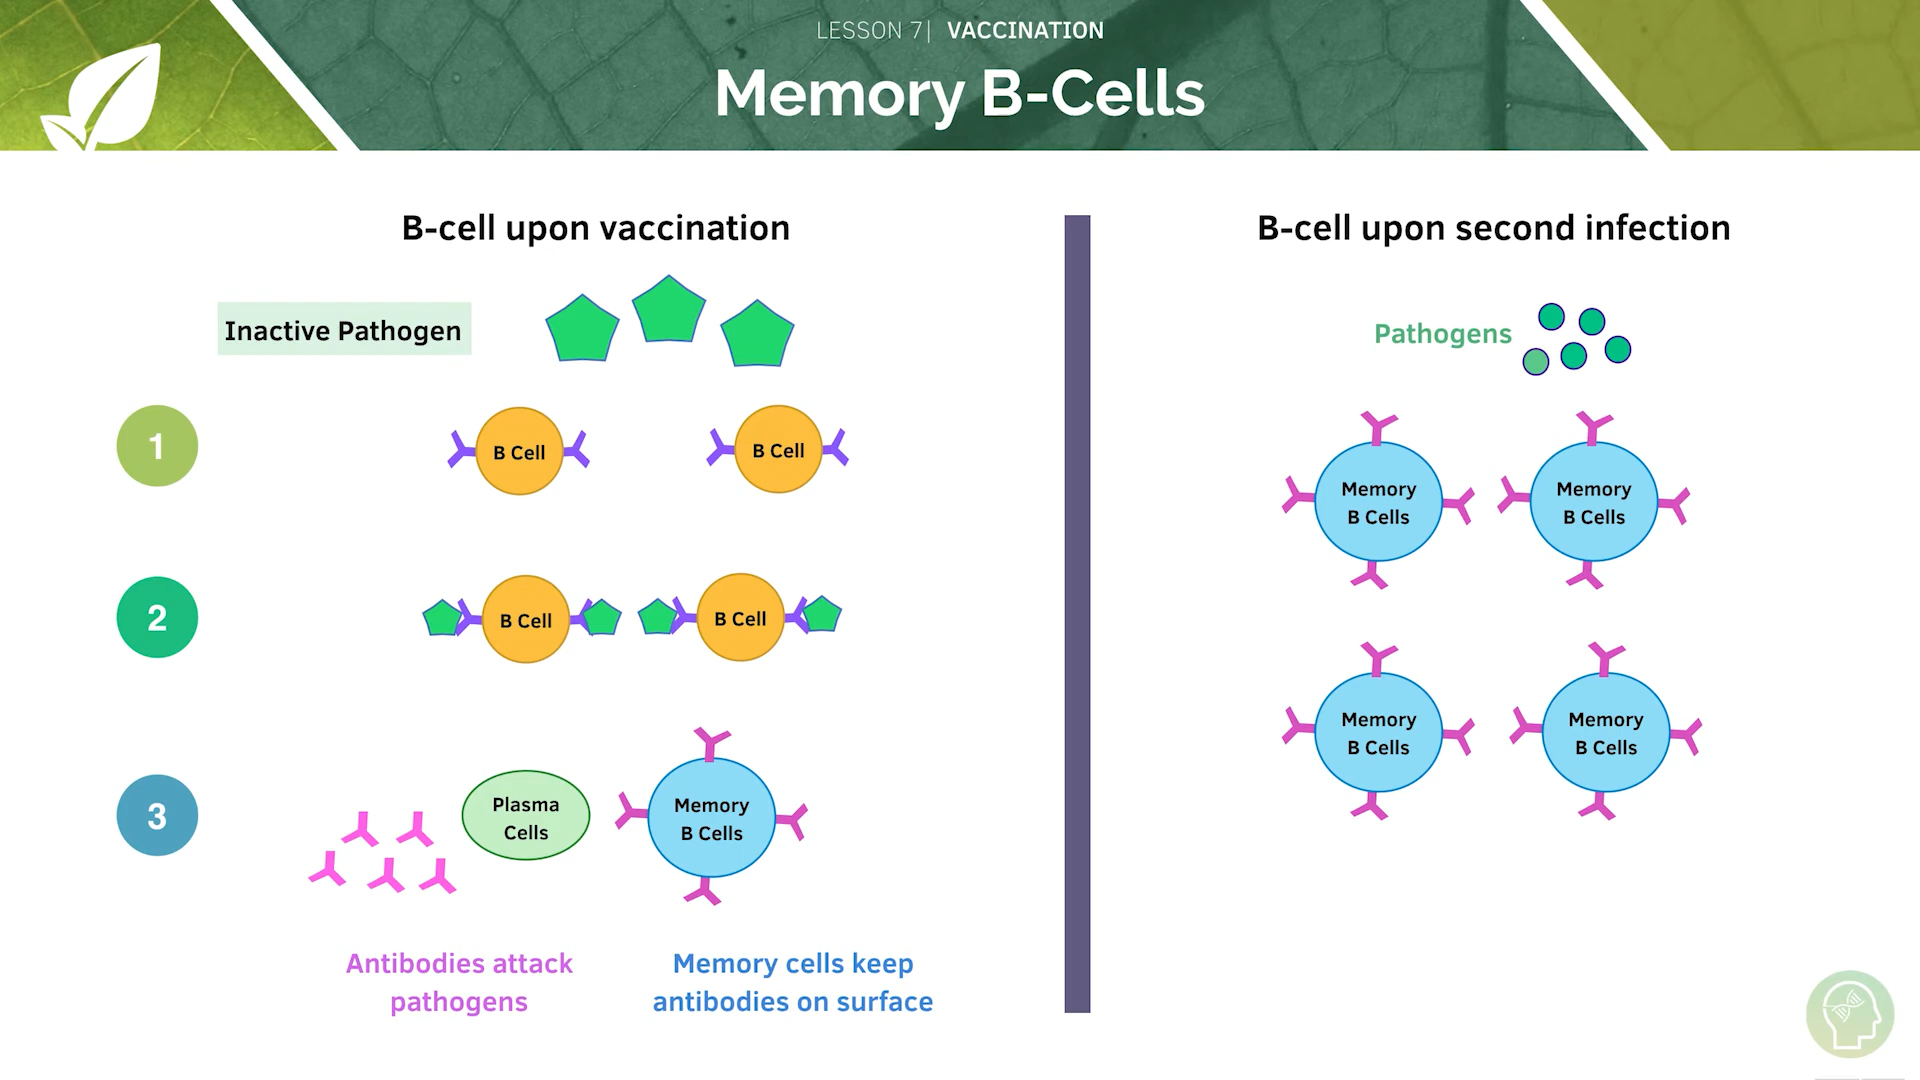 LESSON 7| VACCINATION
Memory B-Cells
B-cell upon vaccination
Inactive Pathogen
1
B Cell
B Cell
2
B Cell
B Cell
3
Plasma
Cells
Memory
B Cells
Antibodies attack
pathogens
Memory cells keep
antibodies on surface
B-cell upon second infection
Pathogens
Memory
B Cells
Memory
B Cells
Memory
B Cells
Memory
B Cells